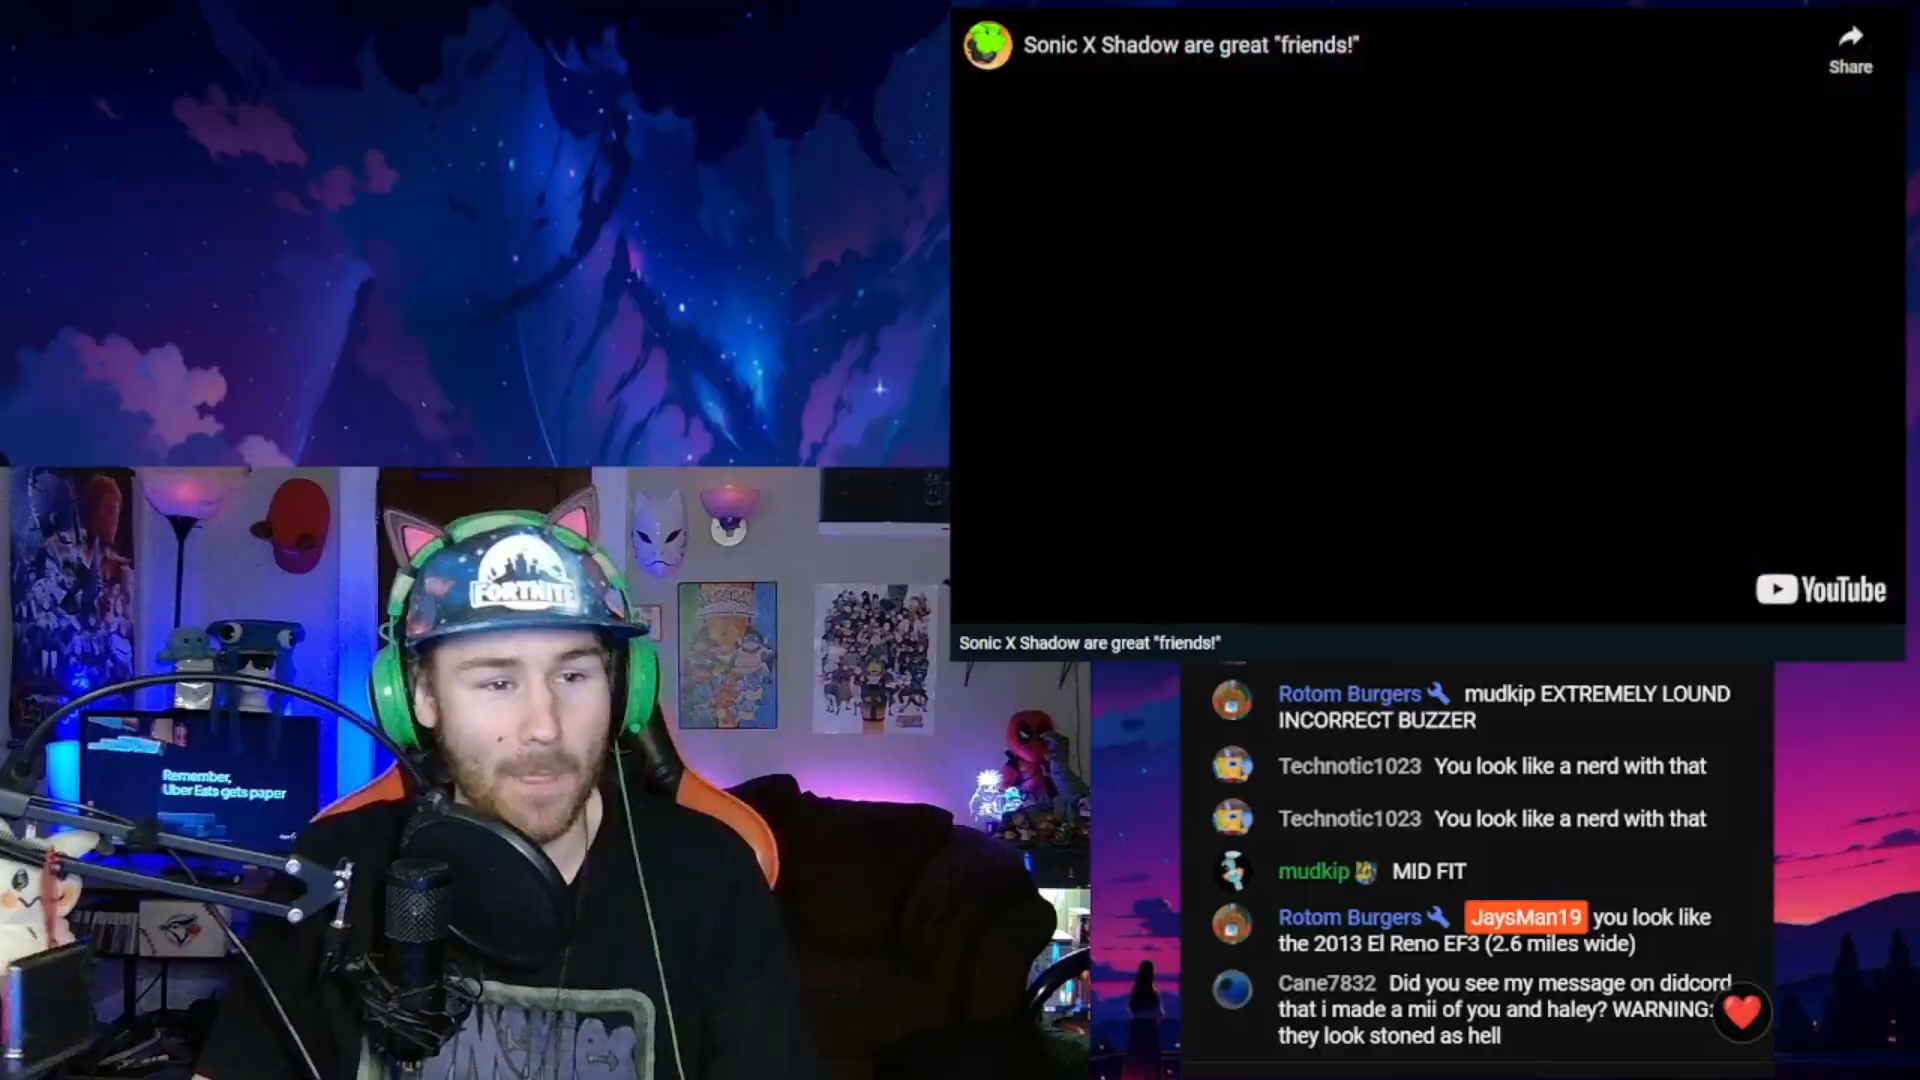 Sonic X Shadow are great "friends!"
Share
YouTube
Sonic X Shadow are great "friends!"
FORTNITE
Remember,
Uber Eats gets paper
Rotom Burgers mudkip EXTREMELY LOUND
INCORRECT BUZZER
Technotic1023 You look like a nerd with that
Technotic1023 You look like a nerd with that
mudkip MID FIT
Rotom Burgers JaysMan19 you look like
the 2013 El Reno EF3 (2.6 miles wide)
Cane7832 Did you see my message on didcord
that i made a mii of you and haley? WARNING:
they look stoned as hell